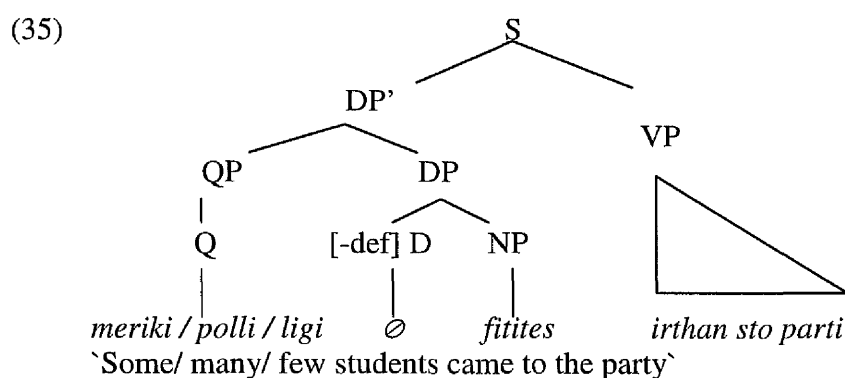 (35) S
DP' VP
QP DP
Q [-def] D NP
meriki / polli / ligi ∅ fitites irthan sto parti
`Some/ many/ few students came to the party`